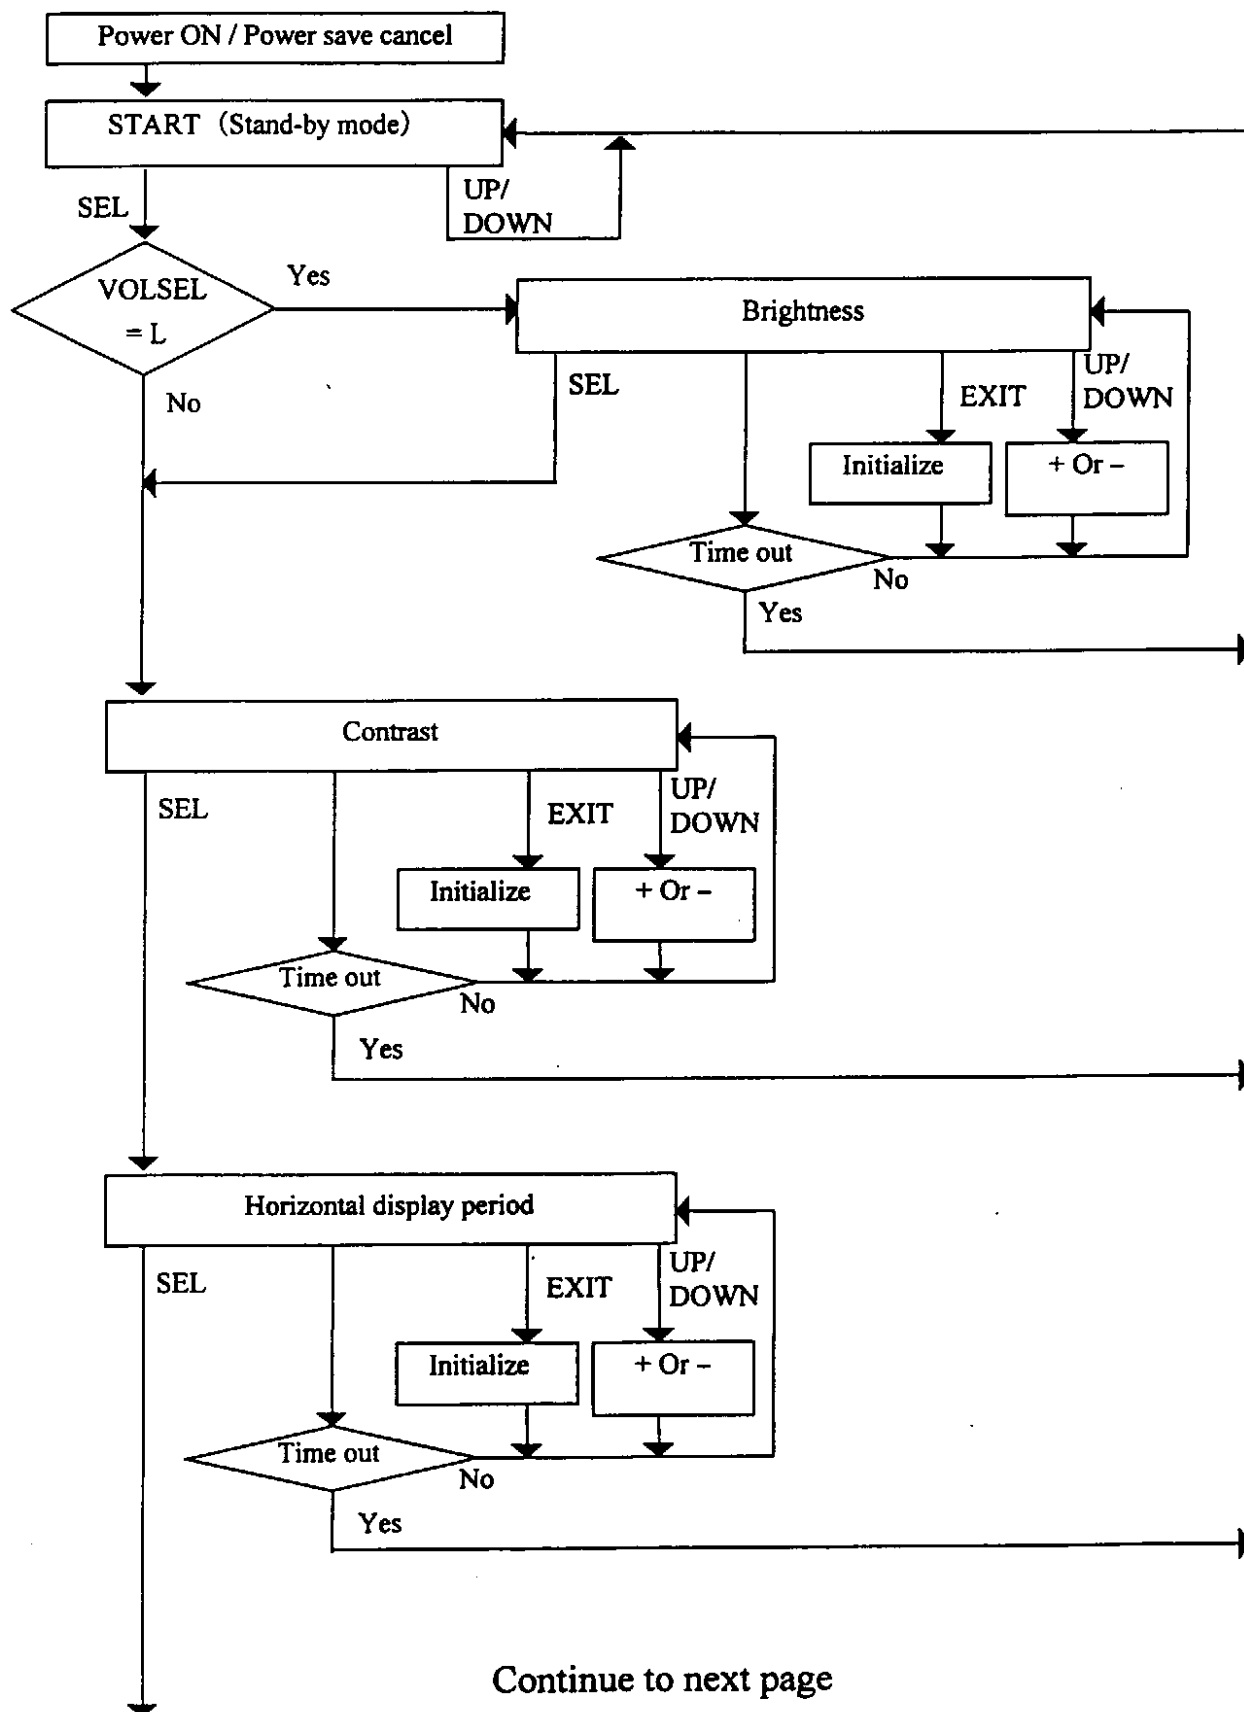 Power ON / Power save cancel
START（Stand-by mode）
SEL
UP/
DOWN
VOLSEL
= L
Yes
No
Brightness
SEL
EXIT
UP/
DOWN
Initialize
+ Or –
Time out
No
Yes
Contrast
SEL
EXIT
UP/
DOWN
Initialize
+ Or –
Time out
No
Yes
Horizontal display period
SEL
EXIT
UP/
DOWN
Initialize
+ Or –
Time out
No
Yes
Continue to next page